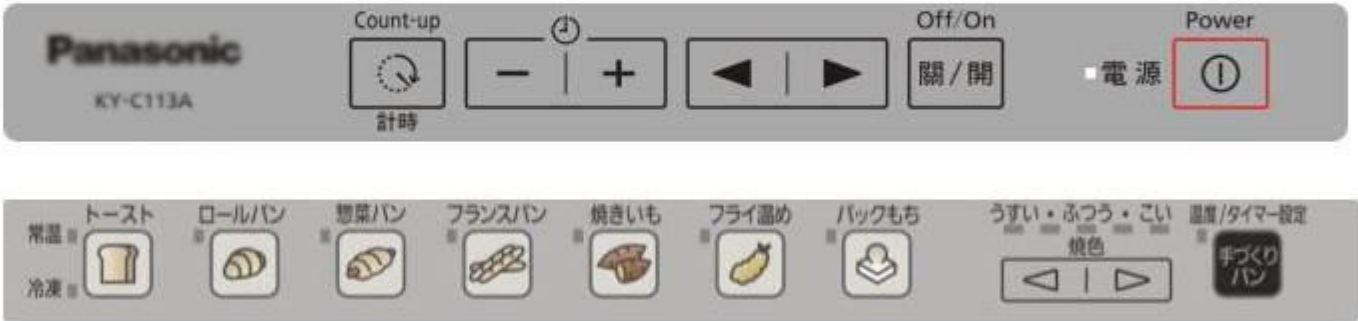 Count-up
Off/On
Power
Panasonic
− +
關/開
電源
KY-C113A
計時
トースト
ロールパン
惣菜パン
フランスパン
焼きいも
フライ温め
パックもち
うすい・ふつう・こい
温度/タイマー設定
常温
焼色
手づくり
パン
冷凍